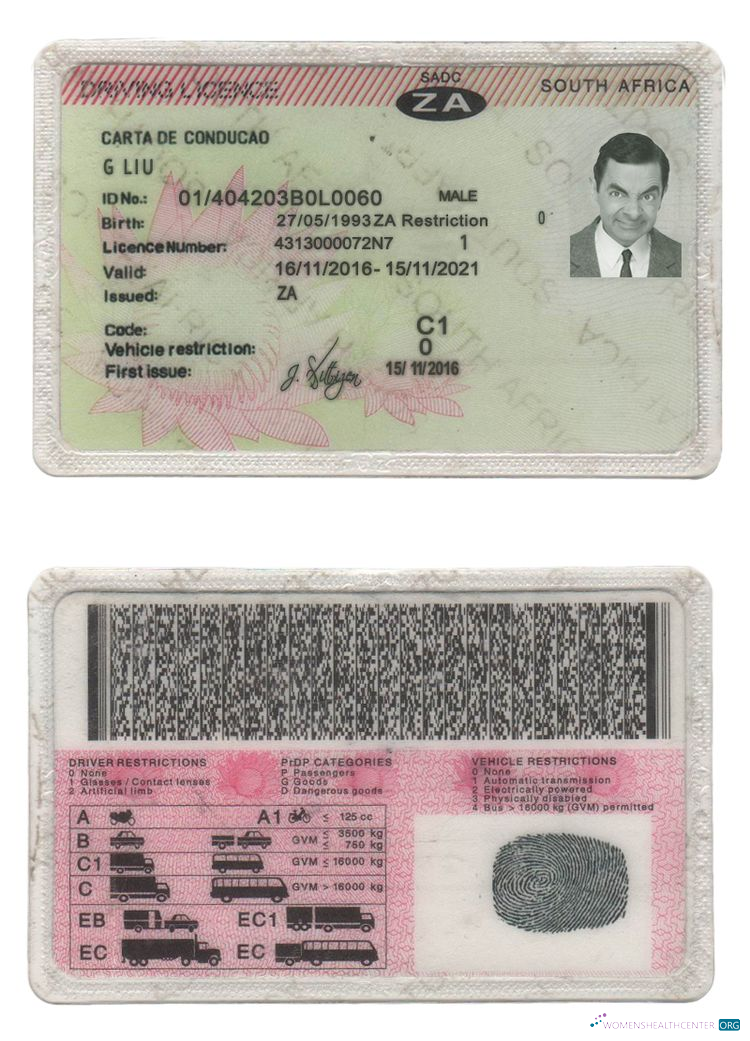 DRIVING LICENCE
SADC
ZA
SOUTH AFRICA
CARTA DE CONDUCAO
G LIU
ID No.: 01/404203B0L0060 MALE
Birth: 27/05/1993 ZA Restriction 0
Licence Number: 4313000072N7 1
Valid: 16/11/2016- 15/11/2021
Issued: ZA
Code: C1
Vehicle restriction: 0
First issue: 15/11/2016
DRIVER RESTRICTIONS
0 None
1 Glasses / Contact lenses
2 Artificial limb
PrDP CATEGORIES
P Passengers
G Goods
D Dangerous goods
VEHICLE RESTRICTIONS
0 None
1 Automatic transmission
2 Electrically powered
3 Physically disabled
4 Bus > 16000 kg (GVM) permitted
A A1 ≤ 125 cc
B GVM ≤ 3500 kg
≤ 750 kg
C1 GVM ≤ 16000 kg
C GVM > 16000 kg
EB EC1
EC EC
WOMENSHEALTHCENTER.ORG